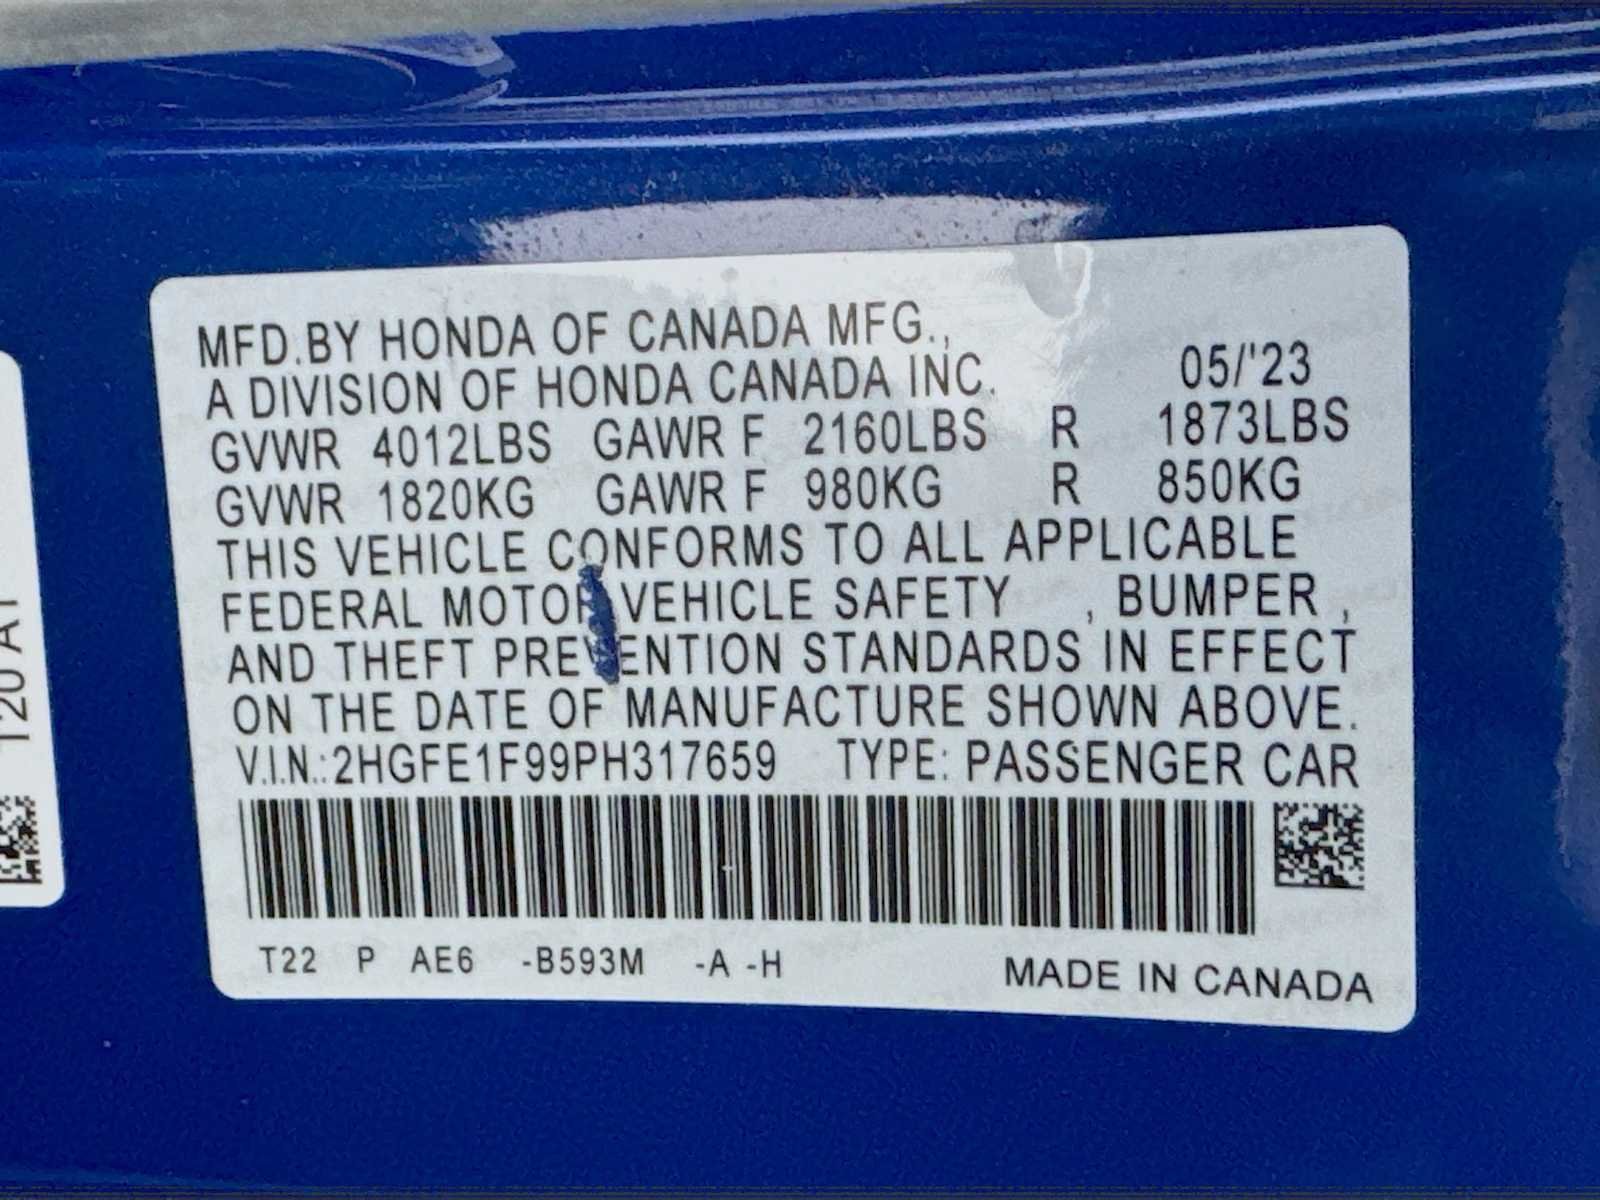 MFD.BY HONDA OF CANADA MFG.,
A DIVISION OF HONDA CANADA INC. 05/'23
GVWR 4012LBS GAWR F 2160LBS R 1873LBS
GVWR 1820KG GAWR F 980KG R 850KG
THIS VEHICLE CONFORMS TO ALL APPLICABLE
FEDERAL MOTOR VEHICLE SAFETY , BUMPER ,
AND THEFT PREVENTION STANDARDS IN EFFECT
ON THE DATE OF MANUFACTURE SHOWN ABOVE.
V.I.N.:2HGFE1F99PH317659 TYPE: PASSENGER CAR
T22 P AE6 -B593M -A -H
MADE IN CANADA